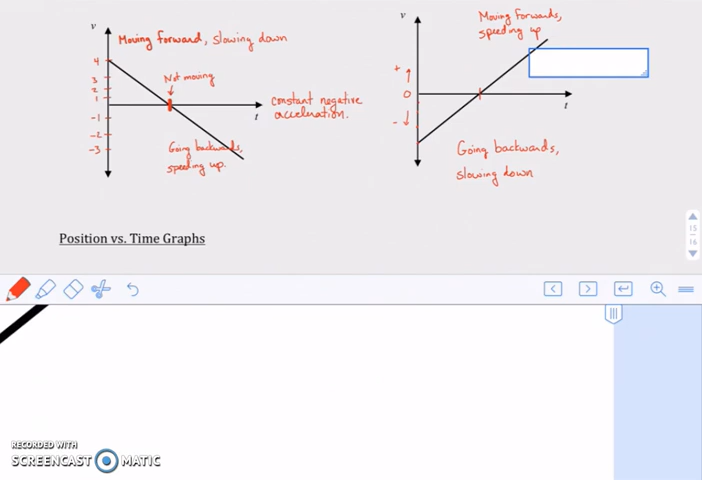 v
Moving forward, slowing down
4
3
2
1
Not moving
t
constant negative
acceleration.
-1
-2
-3
Going backwards,
speeding up.
v
Moving forwards,
speeding up
+
0
-
t
Going backwards,
slowing down
Position vs. Time Graphs
15
16
RECORDED WITH
SCREENCAST MATIC